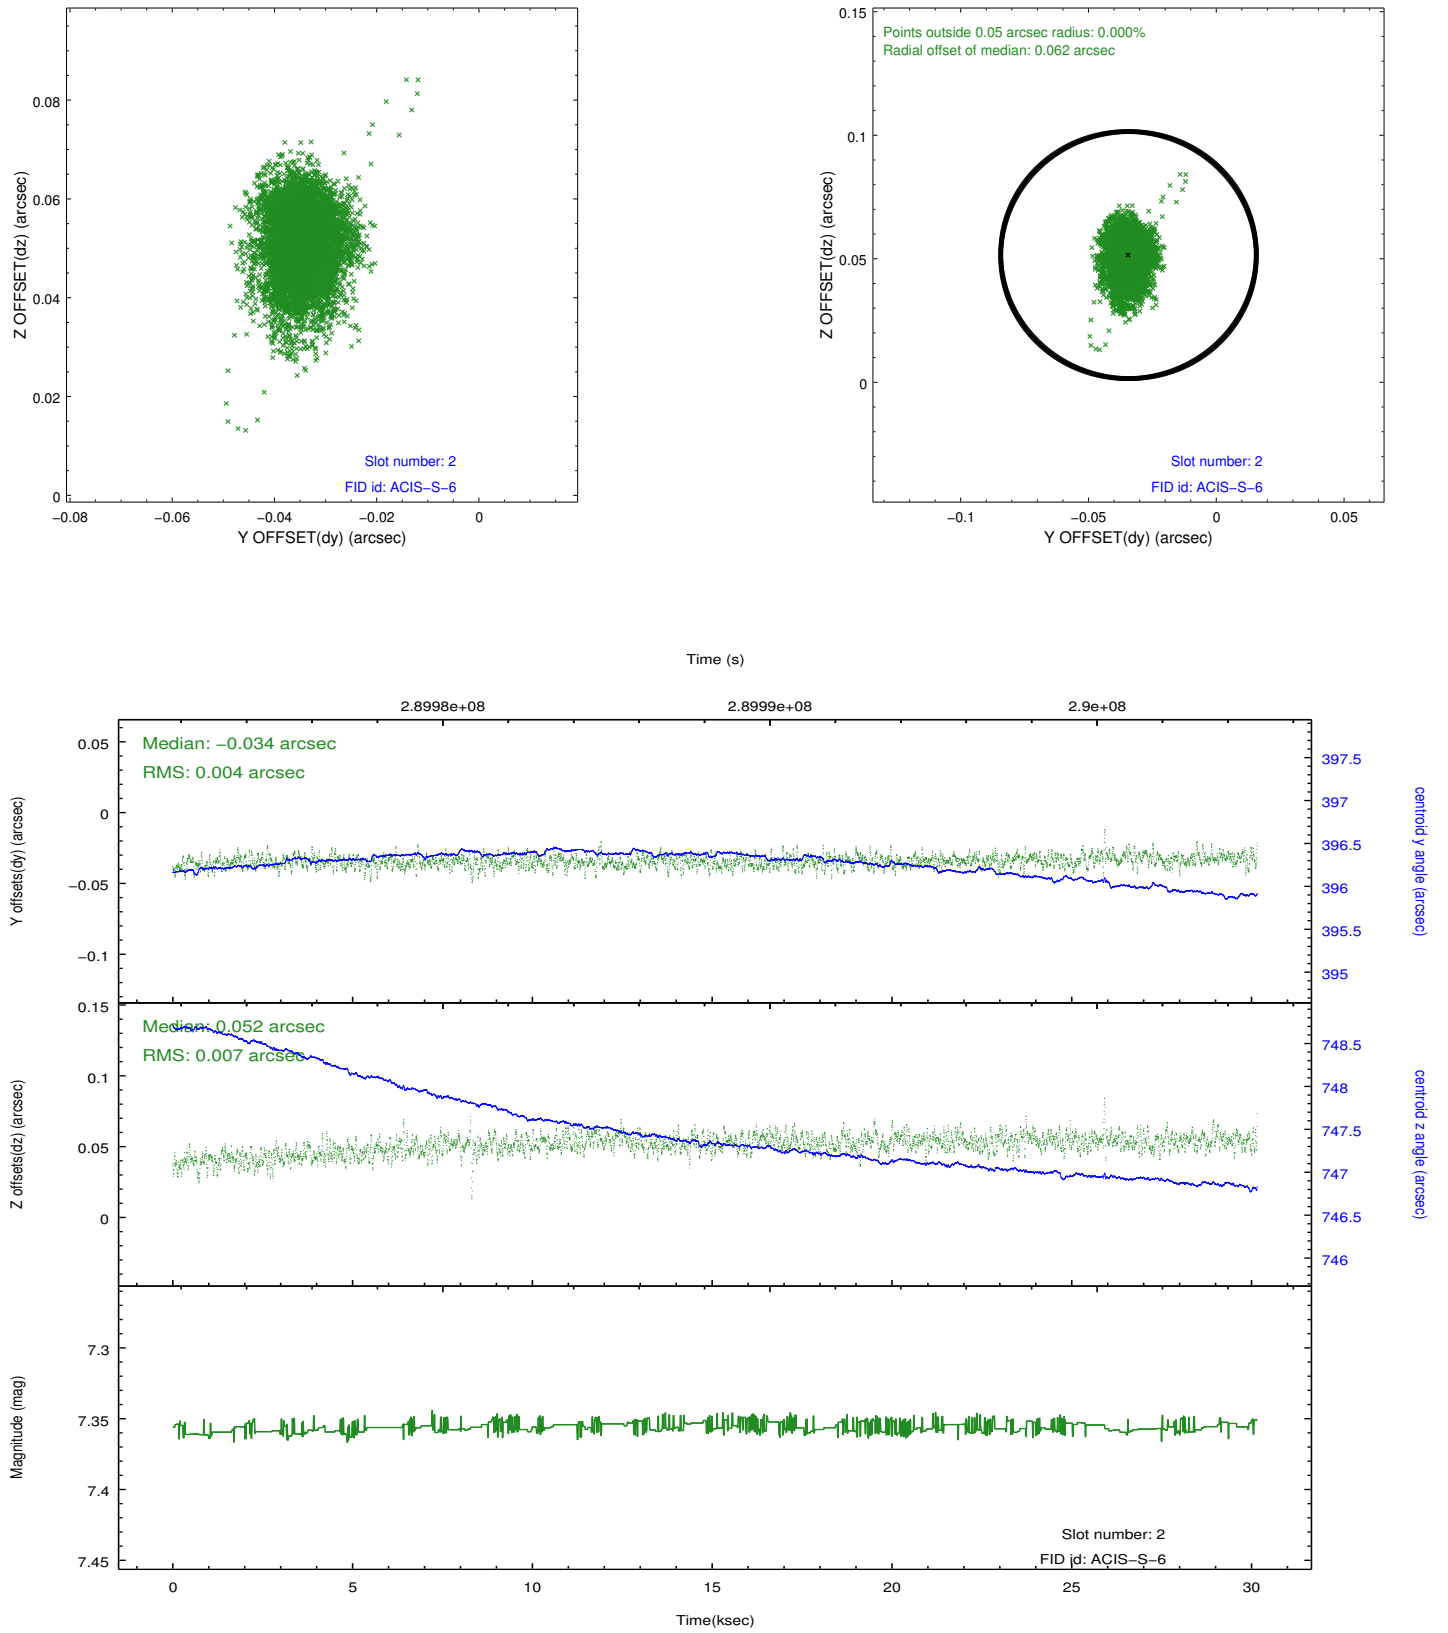 0.08
0.06
0.04
0.02
0
−0.08
−0.06
−0.04
−0.02
0
Z OFFSET(dz) (arcsec)
Y OFFSET(dy) (arcsec)
Slot number: 2
FID id: ACIS−S−6
Points outside 0.05 arcsec radius: 0.000%
Radial offset of median: 0.062 arcsec
0.15
0.1
0.05
0
−0.1
−0.05
0
0.05
Z OFFSET(dz) (arcsec)
Y OFFSET(dy) (arcsec)
Slot number: 2
FID id: ACIS−S−6
Time (s)
2.8998e+08
2.8999e+08
2.9e+08
Median: −0.034 arcsec
RMS: 0.004 arcsec
0.05
0
−0.05
−0.1
Y offsets(dy) (arcsec)
397.5
397
396.5
396
395.5
395
centroid y angle (arcsec)
Median: 0.052 arcsec
RMS: 0.007 arcsec
0.15
0.1
0.05
0
Z offsets(dz) (arcsec)
748.5
748
747.5
747
746.5
746
centroid z angle (arcsec)
7.3
7.35
7.4
7.45
Magnitude (mag)
Slot number: 2
FID id: ACIS−S−6
0
5
10
15
20
25
30
Time(ksec)